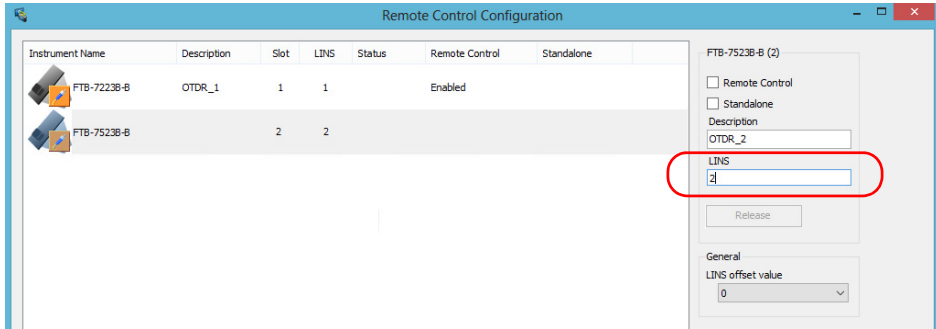 Remote Control Configuration
Instrument Name Description Slot LINS Status Remote Control Standalone
FTB-7223B-B OTDR_1 1 1 Enabled
FTB-7523B-B 2 2
FTB-7523B-B (2)
Remote Control
Standalone
Description
OTDR_2
LINS
2
Release
General
LINS offset value
0